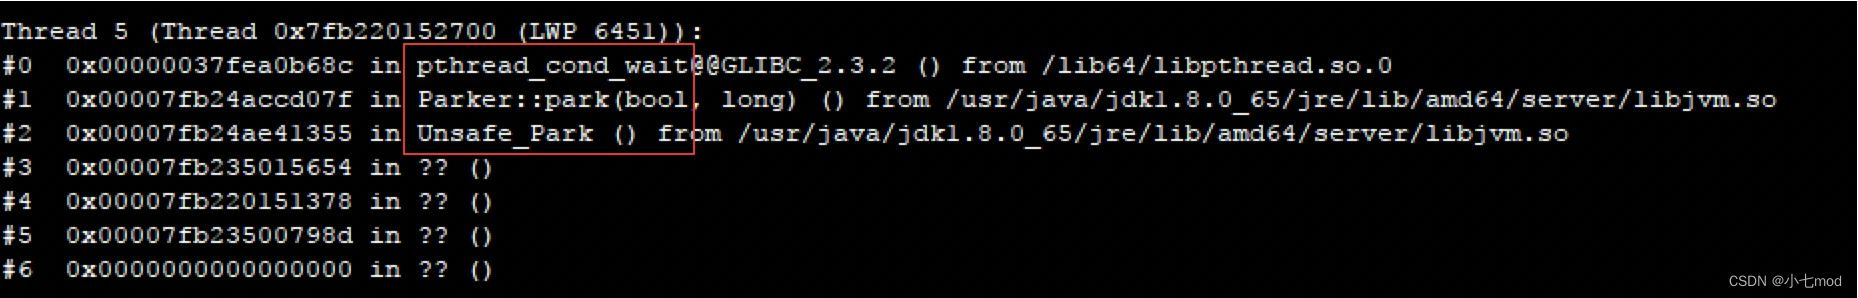 Thread 5 (Thread 0x7fb220152700 (LWP 6451)):
#0  0x00000037fea0b68c in pthread_cond_wait@@GLIBC_2.3.2 () from /lib64/libpthread.so.0
#1  0x00007fb24accd07f in Parker::park(bool, long) () from /usr/java/jdk1.8.0_65/jre/lib/amd64/server/libjvm.so
#2  0x00007fb24ae41355 in Unsafe_Park () from /usr/java/jdk1.8.0_65/jre/lib/amd64/server/libjvm.so
#3  0x00007fb235015654 in ?? ()
#4  0x00007fb220151378 in ?? ()
#5  0x00007fb23500798d in ?? ()
#6  0x0000000000000000 in ?? ()
CSDN @小七mod